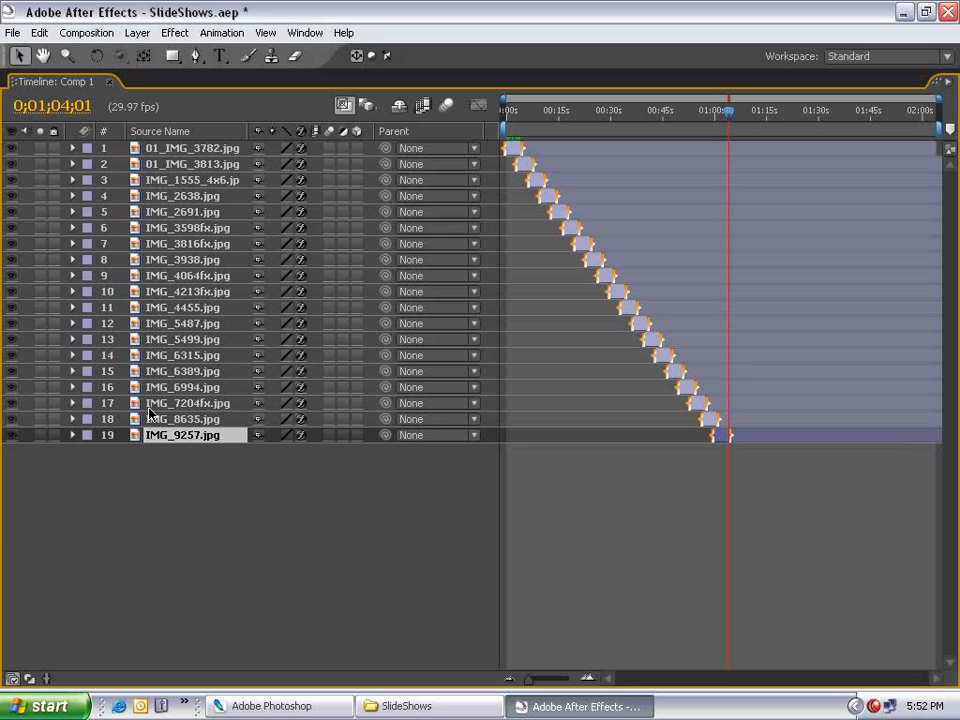 Adobe After Effects - SlideShows.aep *
File Edit Composition Layer Effect Animation View Window Help
Workspace: Standard
Timeline: Comp 1
0;01;04;01 (29.97 fps)
:00s 00:15s 00:30s 00:45s 01:00s 01:15s 01:30s 01:45s 02:00s
# Source Name Parent
1 01_IMG_3782.jpg None
2 01_IMG_3813.jpg None
3 IMG_1555_4x6.jp None
4 IMG_2638.jpg None
5 IMG_2691.jpg None
6 IMG_3598fx.jpg None
7 IMG_3816fx.jpg None
8 IMG_3938.jpg None
9 IMG_4064fx.jpg None
10 IMG_4213fx.jpg None
11 IMG_4455.jpg None
12 IMG_5487.jpg None
13 IMG_5499.jpg None
14 IMG_6315.jpg None
15 IMG_6389.jpg None
16 IMG_6994.jpg None
17 IMG_7204fx.jpg None
18 IMG_8635.jpg None
19 IMG_9257.jpg None
start Adobe Photoshop SlideShows Adobe After Effects -... 5:52 PM